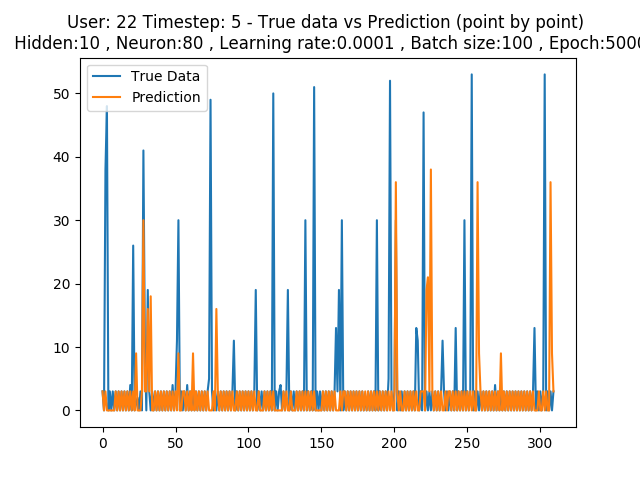 User: 22 Timestep: 5 - True data vs Prediction (point by point)
Hidden:10 , Neuron:80 , Learning rate:0.0001 , Batch size:100 , Epoch:5000
True Data
Prediction
50
40
30
20
10
0
0 50 100 150 200 250 300